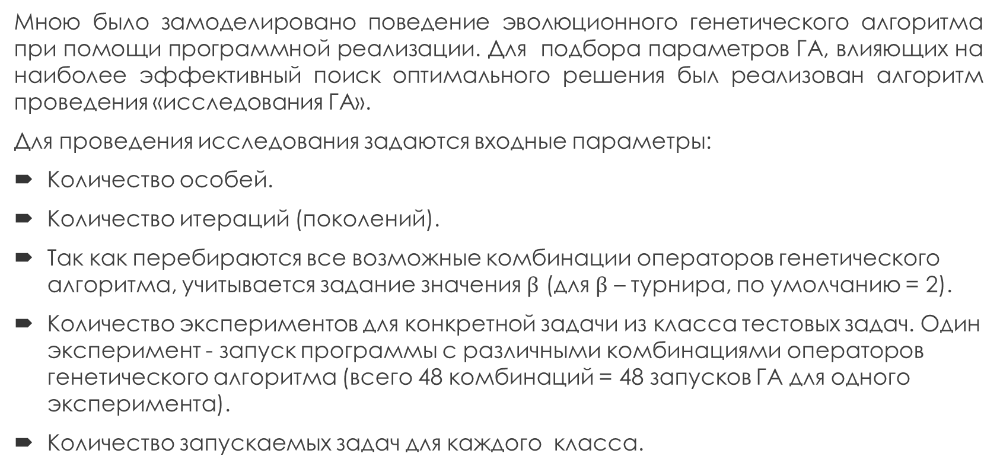 Мною было замоделировано поведение эволюционного генетического алгоритма
при помощи программной реализации. Для подбора параметров ГА, влияющих на
наиболее эффективный поиск оптимального решения был реализован алгоритм
проведения «исследования ГА».
Для проведения исследования задаются входные параметры:
Количество особей.
Количество итераций (поколений).
Так как перебираются все возможные комбинации операторов генетического
алгоритма, учитывается задание значения β (для β – турнира, по умолчанию = 2).
Количество экспериментов для конкретной задачи из класса тестовых задач. Один
эксперимент - запуск программы с различными комбинациями операторов
генетического алгоритма (всего 48 комбинаций = 48 запусков ГА для одного
эксперимента).
Количество запускаемых задач для каждого класса.